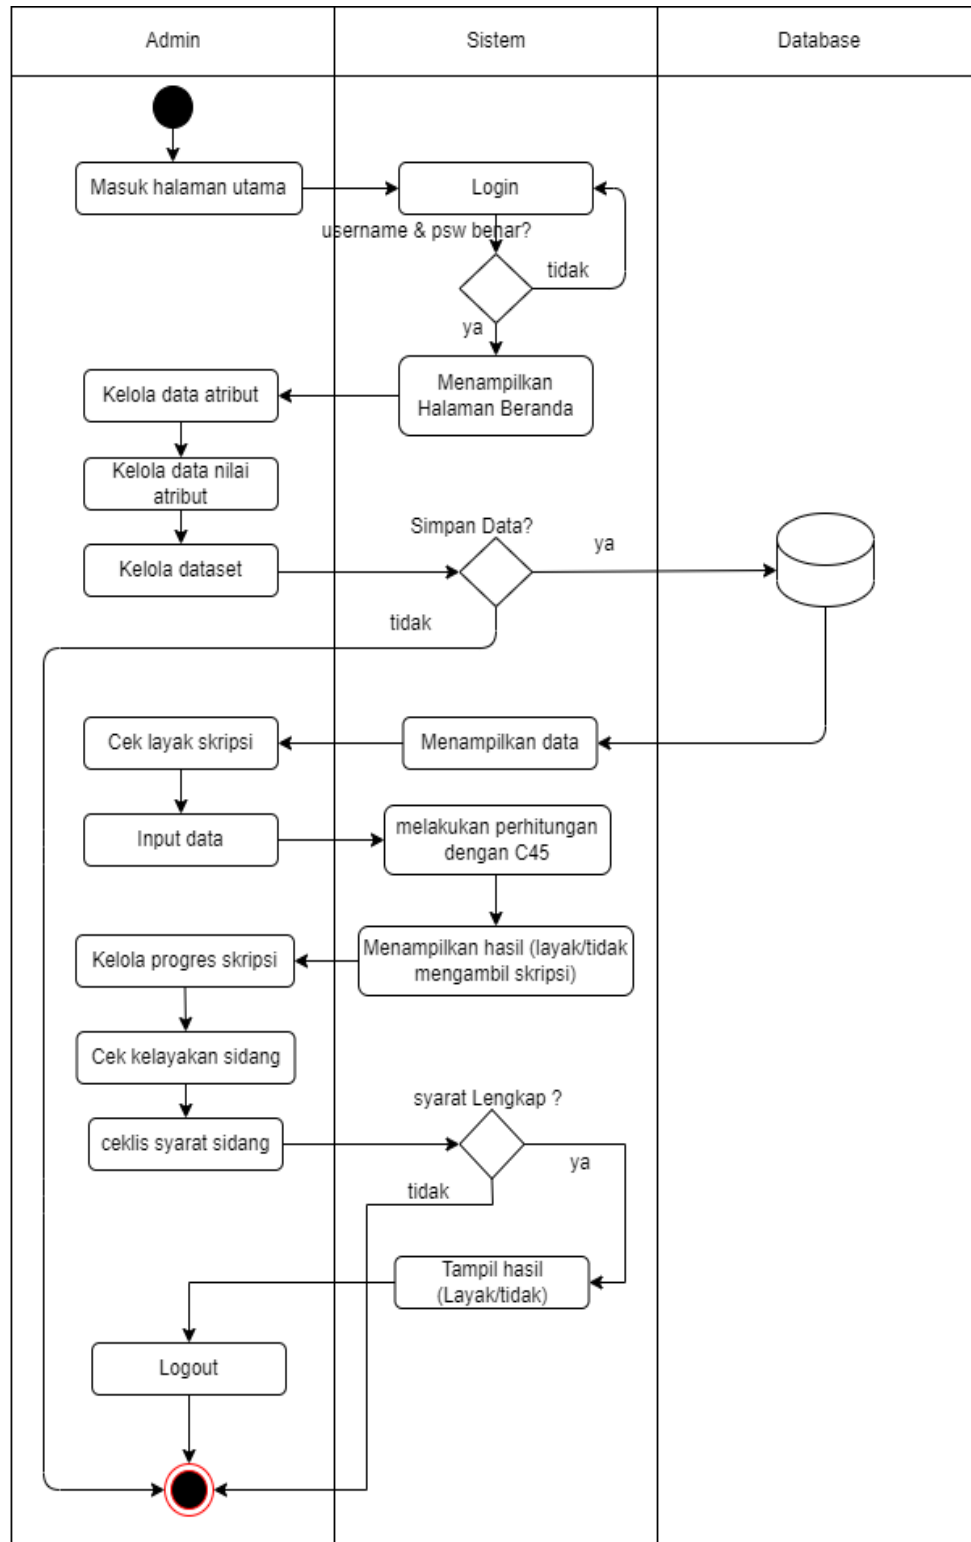 Admin
Sistem
Database
Masuk halaman utama
Login
username & psw benar?
tidak
ya
Menampilkan
Halaman Beranda
Kelola data atribut
Kelola data nilai
atribut
Simpan Data?
ya
Kelola dataset
tidak
Cek layak skripsi
Menampilkan data
Input data
melakukan perhitungan
dengan C45
Menampilkan hasil (layak/tidak
mengambil skripsi)
Kelola progres skripsi
Cek kelayakan sidang
syarat Lengkap ?
ceklis syarat sidang
ya
tidak
Tampil hasil
(Layak/tidak)
Logout